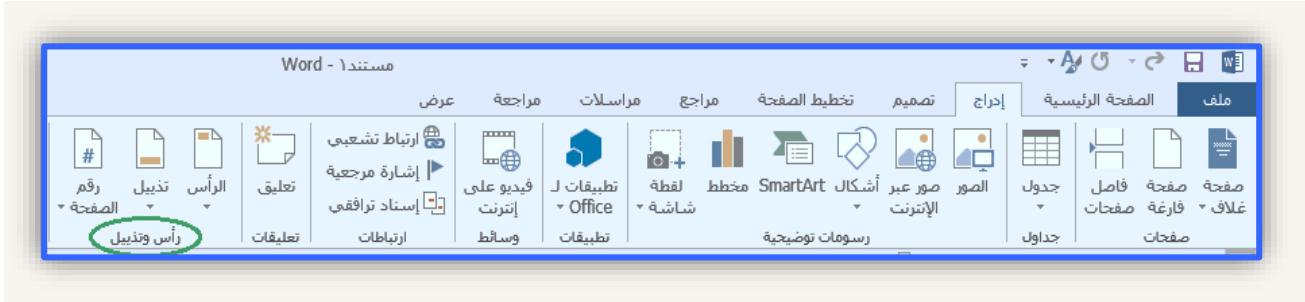 مستند١ - Word
ملف الصفحة الرئيسية إدراج تصميم تخطيط الصفحة مراجع مراسلات مراجعة عرض
صفحة غلاف
صفحة فارغة
فاصل صفحات
صفحات
جدول
جداول
الصور
صور عبر الإنترنت
أشكال
SmartArt
مخطط
لقطة شاشة
رسومات توضيحية
تطبيقات لـ Office
تطبيقات
فيديو على إنترنت
وسائط
ارتباط تشعبي
إشارة مرجعية
إسناد ترافقي
ارتباطات
تعليق
تعليقات
الرأس
تذييل
رقم الصفحة
#
رأس وتذييل